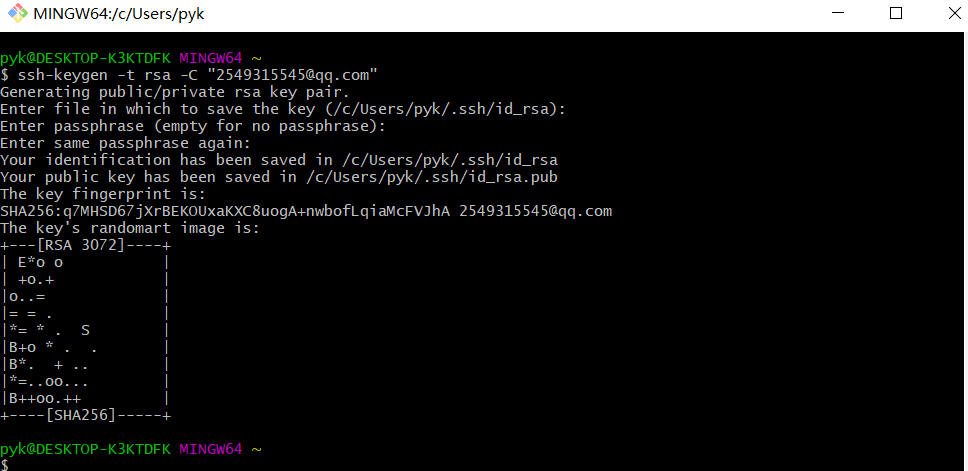 MINGW64:/c/Users/pyk
pyk@DESKTOP-K3KTDFK MINGW64 ~
$ ssh-keygen -t rsa -C "2549315545@qq.com"
Generating public/private rsa key pair.
Enter file in which to save the key (/c/Users/pyk/.ssh/id_rsa):
Enter passphrase (empty for no passphrase):
Enter same passphrase again:
Your identification has been saved in /c/Users/pyk/.ssh/id_rsa
Your public key has been saved in /c/Users/pyk/.ssh/id_rsa.pub
The key fingerprint is:
SHA256:q7MHSD67jXrBEKOUxaKXC8uogA+nwbofLqiaMcFVJhA 2549315545@qq.com
The key's randomart image is:
+---[RSA 3072]----+
| E*o o           |
| +o.+            |
|o..=             |
|= = .            |
|*= * .  S        |
|B+o * .  .       |
|B*.  + ..        |
|*=..oo...        |
|B++oo.++         |
+----[SHA256]-----+
pyk@DESKTOP-K3KTDFK MINGW64 ~
$